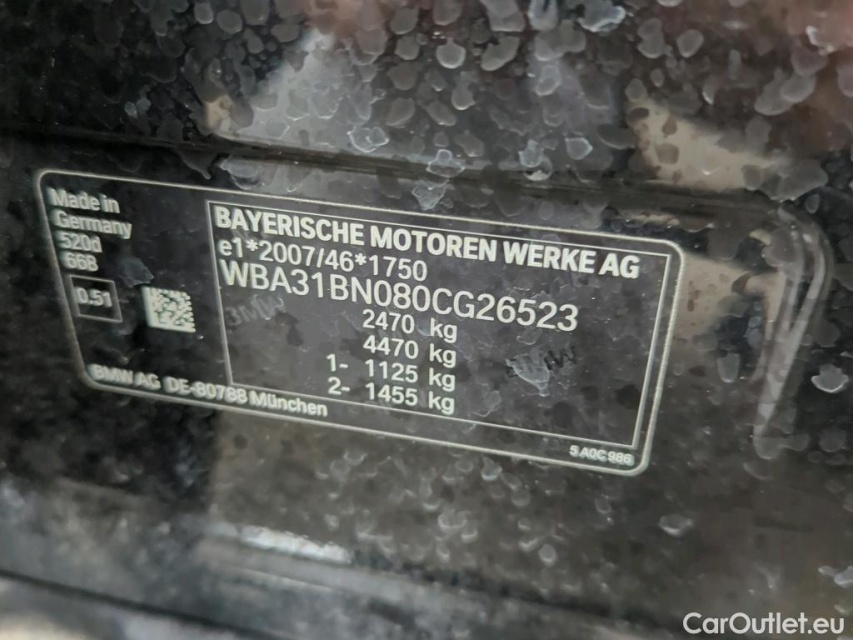 Made in
Germany
520d
66B
0.51
BAYERISCHE MOTOREN WERKE AG
e1*2007/46*1750
WBA31BN080CG26523
2470 kg
4470 kg
1- 1125 kg
2- 1455 kg
BMW AG DE-80788 München
5 A0C 986
CarOutlet.eu